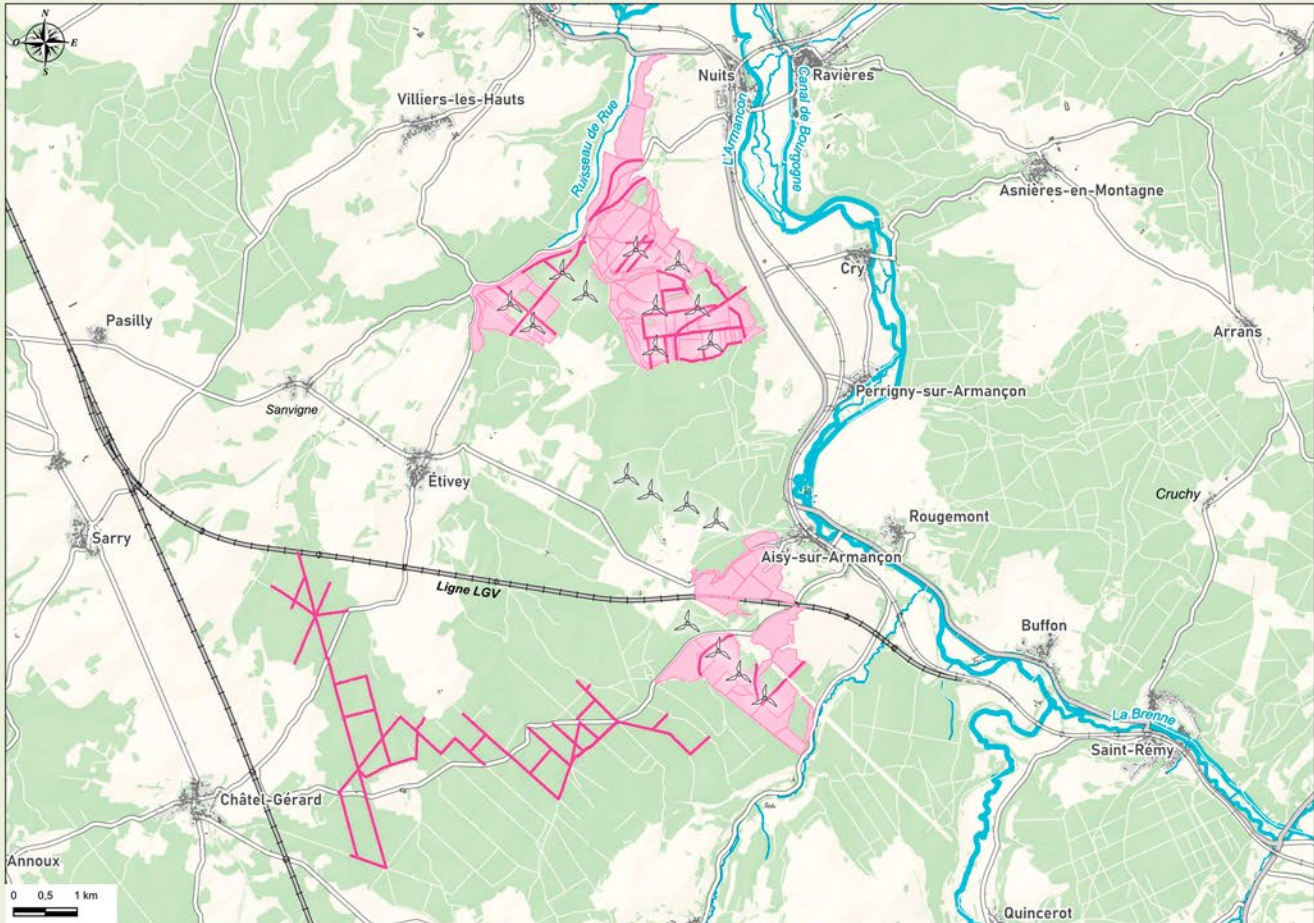 N
O
E
S
Nuits
Ravières
Villiers-les-Hauts
Ruisseau de Rue
L'Armançon
Canal de Bourgogne
Asnières-en-Montagne
Cry
Pasilly
Arrans
Sanvigne
Perrigny-sur-Armançon
Étivey
Cruchy
Rougemont
Sarry
Aisy-sur-Armançon
Ligne LGV
Buffon
La Brenne
Saint-Rémy
Châtel-Gérard
Annoux
0 0,5 1 km
Quincerot